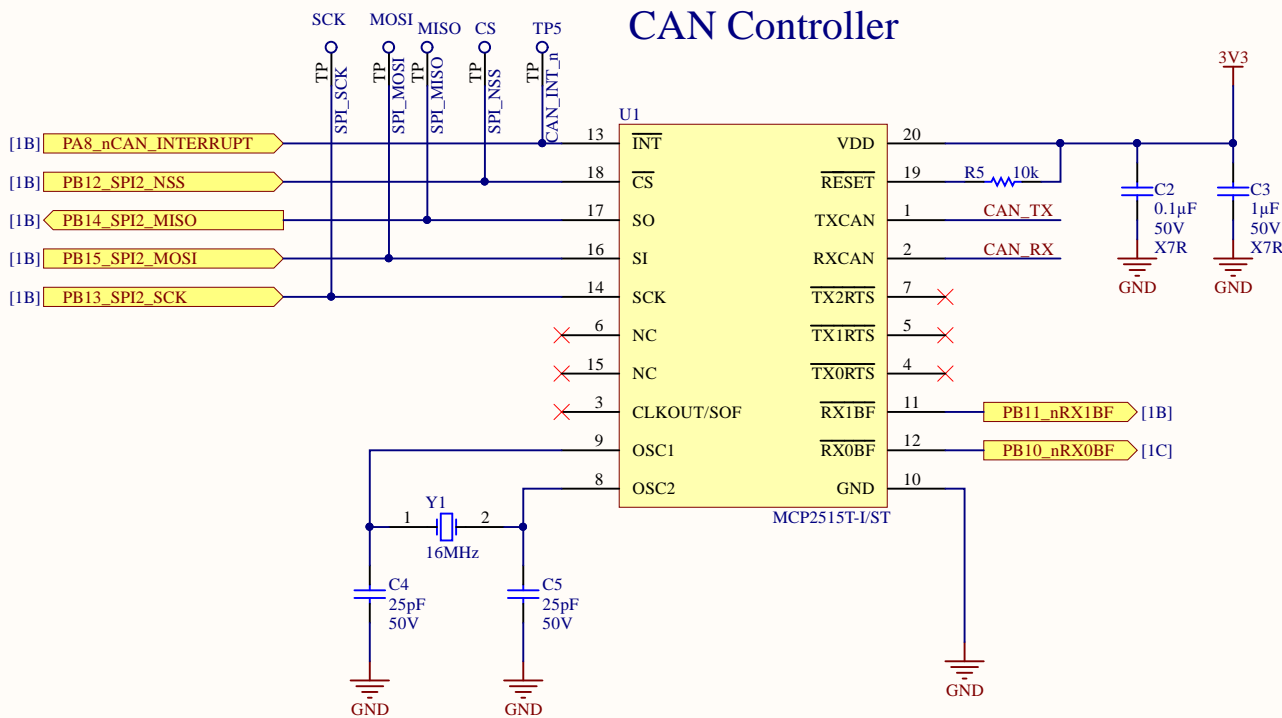 CAN Controller
SCK
MOSI
MISO
CS
TP5
TP
TP
TP
TP
TP
SPI_SCK
SPI_MOSI
SPI_MISO
SPI_NSS
CAN_INT_n
3V3
U1
[1B] PA8_nCAN_INTERRUPT 13 INT VDD 20
[1B] PB12_SPI2_NSS 18 CS RESET 19 R5 10k
[1B] PB14_SPI2_MISO 17 SO TXCAN 1 CAN_TX
[1B] PB15_SPI2_MOSI 16 SI RXCAN 2 CAN_RX
[1B] PB13_SPI2_SCK 14 SCK TX2RTS 7
6 NC TX1RTS 5
15 NC TX0RTS 4
3 CLKOUT/SOF RX1BF 11 PB11_nRX1BF [1B]
9 OSC1 RX0BF 12 PB10_nRX0BF [1C]
8 OSC2 GND 10
MCP2515T-I/ST
C2
0.1µF
50V
X7R
GND
C3
1µF
50V
X7R
GND
Y1
1 2
16MHz
C4
25pF
50V
GND
C5
25pF
50V
GND
GND